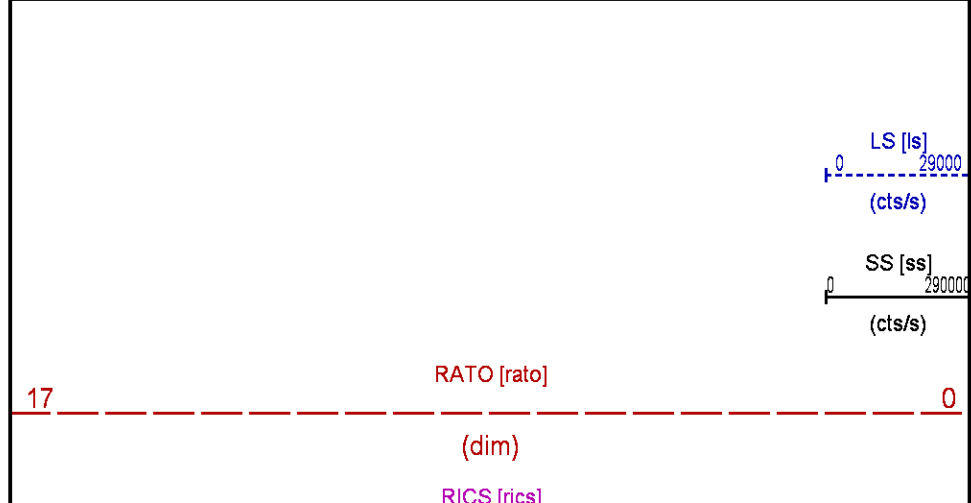 LS [ls]
0 29000
(cts/s)
SS [ss]
0 290000
(cts/s)
RATO [rato]
17 0
(dim)
RICS [rics]